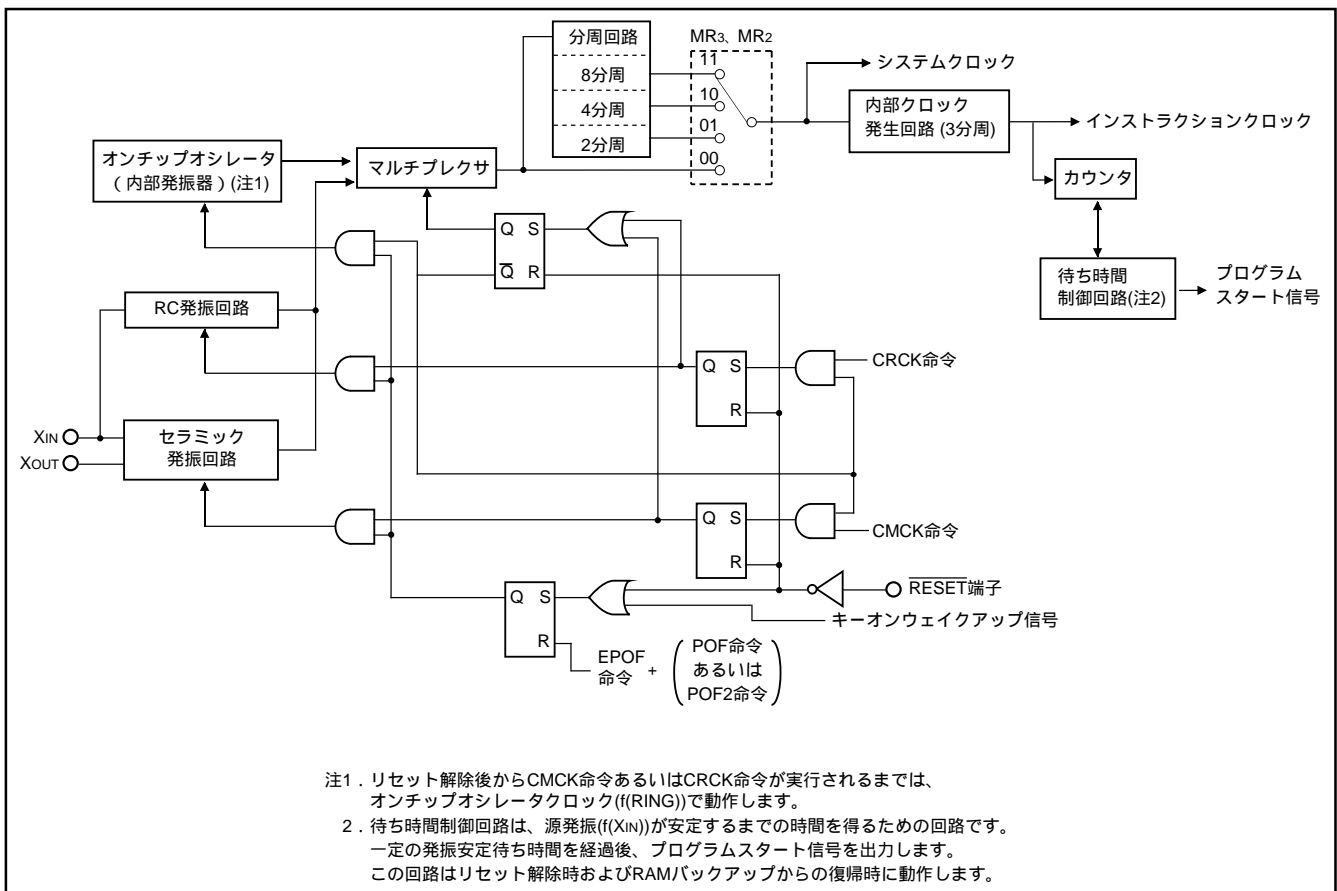 分周回路
8分周
4分周
2分周
MR3、MR2
11
10
01
00
システムクロック
内部クロック
発生回路 (3分周)
インストラクションクロック
カウンタ
待ち時間
制御回路(注2)
プログラム
スタート信号
オンチップオシレータ
（内部発振器）(注1)
マルチプレクサ
Q S
Q R
RC発振回路
Q S
R
CRCK命令
XIN
XOUT
セラミック
発振回路
Q S
R
CMCK命令
RESET端子
キーオンウェイクアップ信号
Q S
R
EPOF
命令
+
POF命令
あるいは
POF2命令
注1．リセット解除後からCMCK命令あるいはCRCK命令が実行されるまでは、
オンチップオシレータクロック(f(RING))で動作します。
2．待ち時間制御回路は、源発振(f(XIN))が安定するまでの時間を得るための回路です。
一定の発振安定待ち時間を経過後、プログラムスタート信号を出力します。
この回路はリセット解除時およびRAMバックアップからの復帰時に動作します。